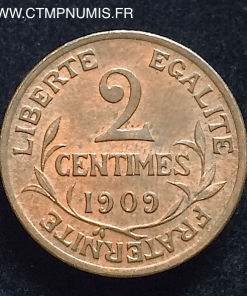 WWW.CTMPNUMIS.FR
LIBERTE EGALITE
2
CENTIMES
1909
FRATERNITE